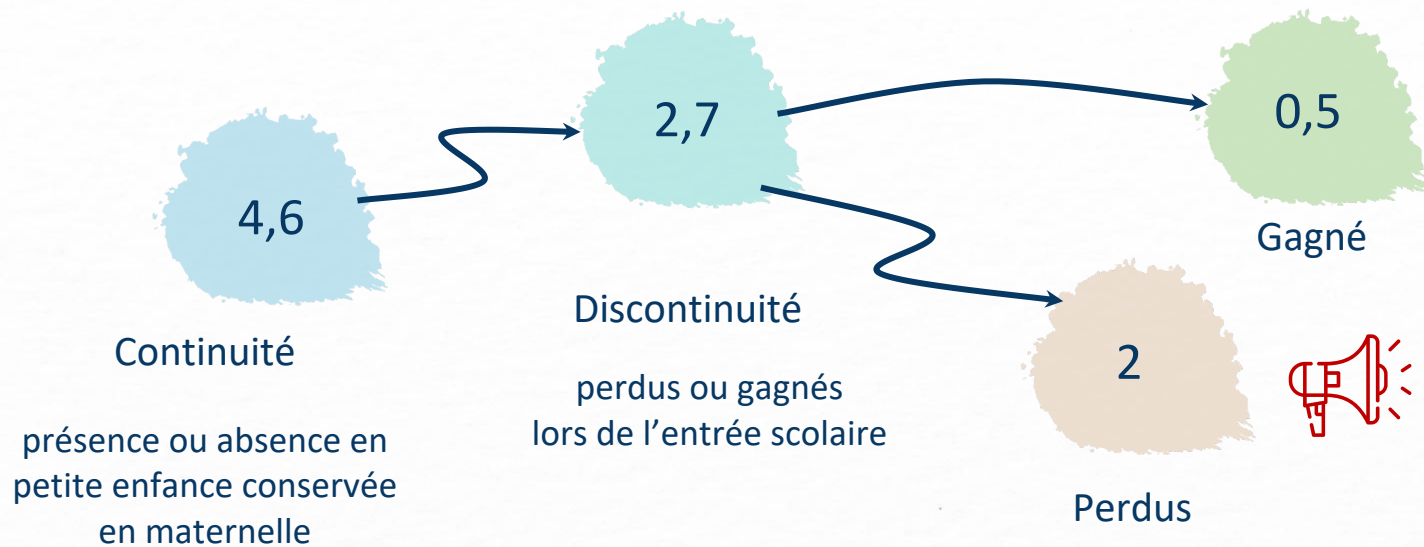 4,6
Continuité
présence ou absence en
petite enfance conservée
en maternelle
2,7
Discontinuité
perdus ou gagnés
lors de l’entrée scolaire
0,5
Gagné
2
Perdus